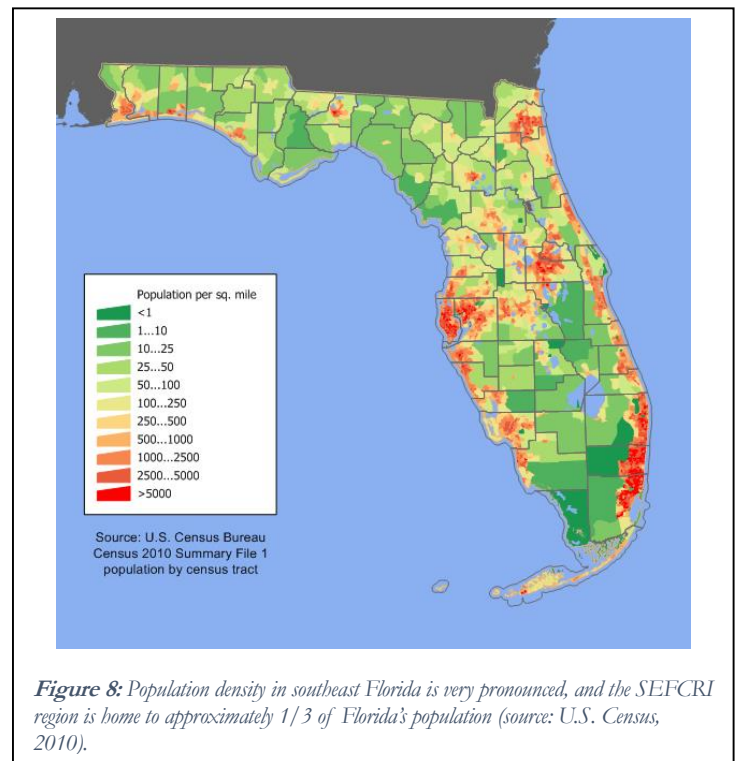 Population per sq. mile
<1
1...10
10...25
25...50
50...100
100...250
250...500
500...1000
1000...2500
2500...5000
>5000
Source: U.S. Census Bureau
Census 2010 Summary File 1
population by census tract
Figure 8: Population density in southeast Florida is very pronounced, and the SEFCRI
region is home to approximately 1/3 of Florida's population (source: U.S. Census,
2010).